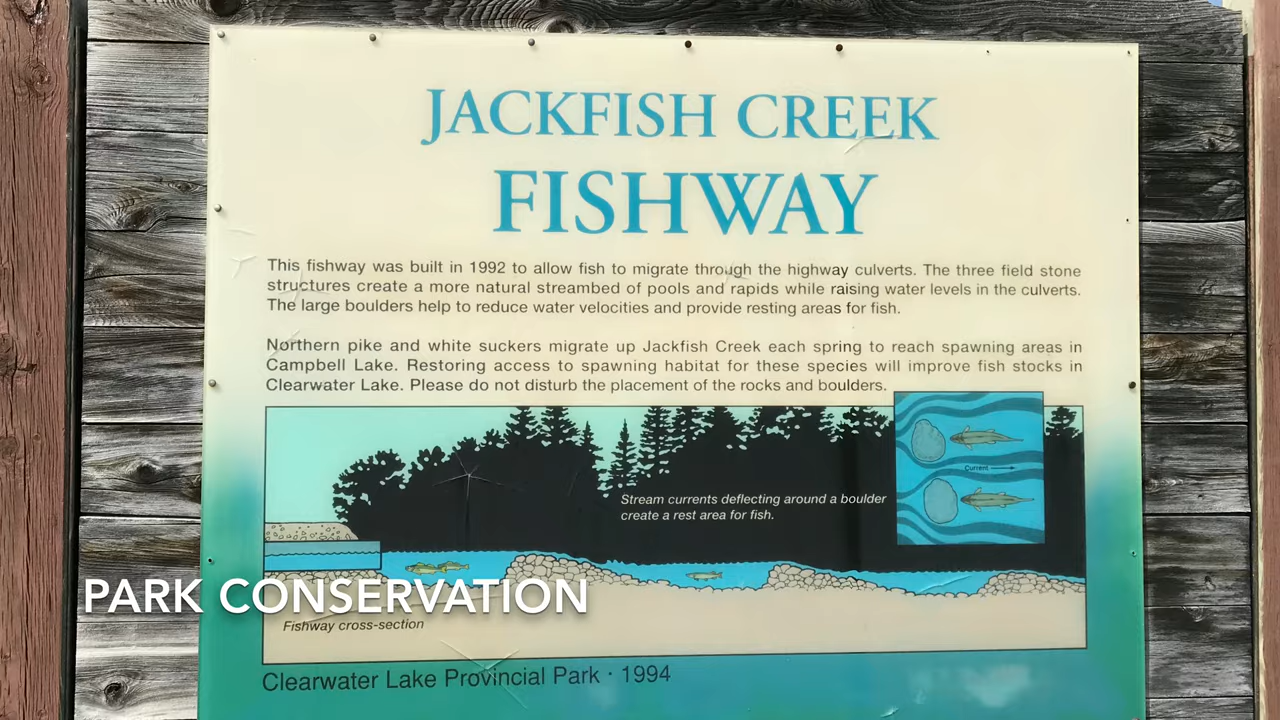 JACKFISH CREEK
FISHWAY
This fishway was built in 1992 to allow fish to migrate through the highway culverts. The three field stone
structures create a more natural streambed of pools and rapids while raising water levels in the culverts.
The large boulders help to reduce water velocities and provide resting areas for fish.
Northern pike and white suckers migrate up Jackfish Creek each spring to reach spawning areas in
Campbell Lake. Restoring access to spawning habitat for these species will improve fish stocks in
Clearwater Lake. Please do not disturb the placement of the rocks and boulders.
Current
Stream currents deflecting around a boulder
create a rest area for fish.
PARK CONSERVATION
Fishway cross-section
Clearwater Lake Provincial Park · 1994